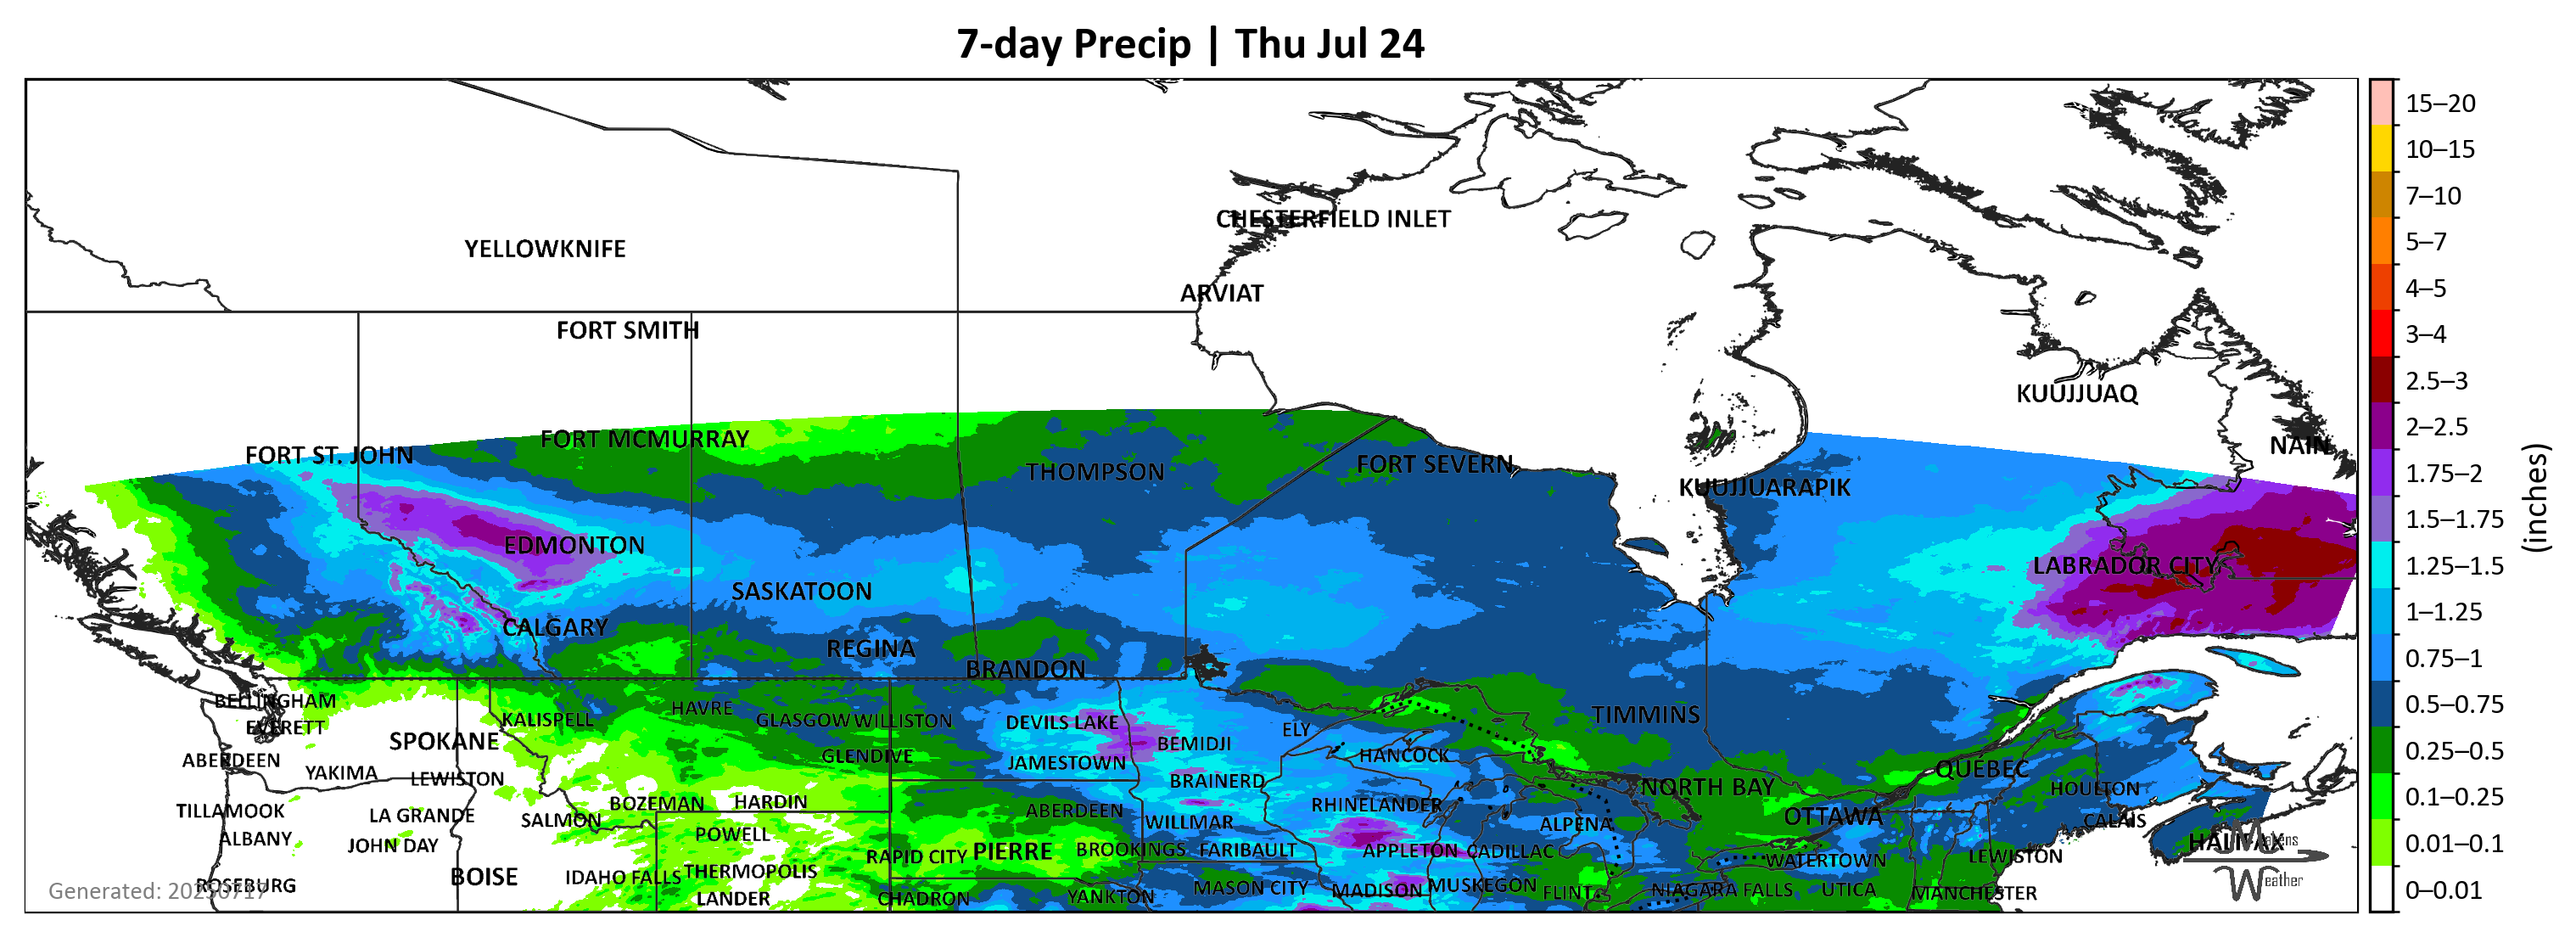 7-day Precip | Thu Jul 24
CHESTERFIELD INLET
YELLOWKNIFE
ARVIAT
FORT SMITH
KUUJJUAQ
FORT MCMURRAY
NAIN
FORT ST. JOHN
THOMPSON
FORT SEVERN
KUUJJUARAPIK
EDMONTON
LABRADOR CITY
SASKATOON
CALGARY
REGINA
BRANDON
BELLINGHAM
HAVRE
KALISPELL
GLASGOW WILLISTON
DEVILS LAKE
TIMMINS
EVERETT
ELY
SPOKANE
BEMIDJI
ABERDEEN
GLENDIVE
JAMESTOWN
HANCOCK
QUÉBEC
YAKIMA
LEWISTON
BRAINERD
NORTH BAY
HOULTON
BOZEMAN
HARDIN
RHINELANDER
TILLAMOOK
LA GRANDE
SALMON
ABERDEEN
WILLMAR
ALPENA
OTTAWA
CALAIS
ALBANY
JOHN DAY
POWELL
HALIFAX
RAPID CITY
PIERRE
BROOKINGS
FARIBAULT
APPLETON
CADILLAC
WATERTOWN
LEWISTON
BOISE
IDAHO FALLS
THERMOPOLIS
ROSEBURG
MASON CITY
MADISON
MUSKEGON
FLINT
NIAGARA FALLS
UTICA
MANCHESTER
LANDER
CHADRON
YANKTON
Generated: 20250717
Weather
15–20
10–15
7–10
5–7
4–5
3–4
2.5–3
2–2.5
1.75–2
1.5–1.75
1.25–1.5
1–1.25
0.75–1
0.5–0.75
0.25–0.5
0.1–0.25
0.01–0.1
0–0.01
(inches)